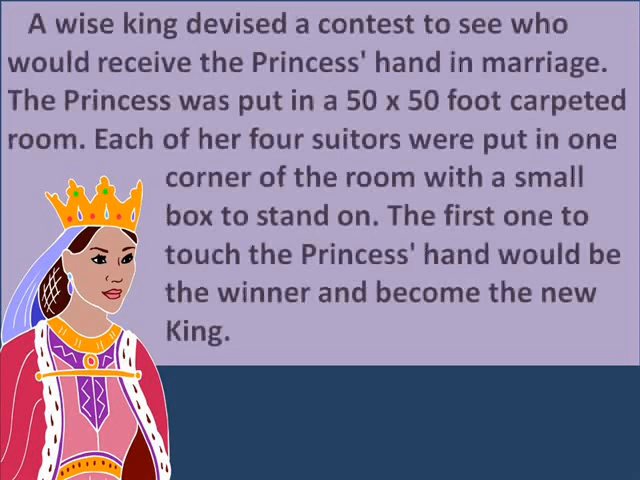 A wise king devised a contest to see who
would receive the Princess' hand in marriage.
The Princess was put in a 50 x 50 foot carpeted
room. Each of her four suitors were put in one
corner of the room with a small
box to stand on. The first one to
touch the Princess' hand would be
the winner and become the new
King.